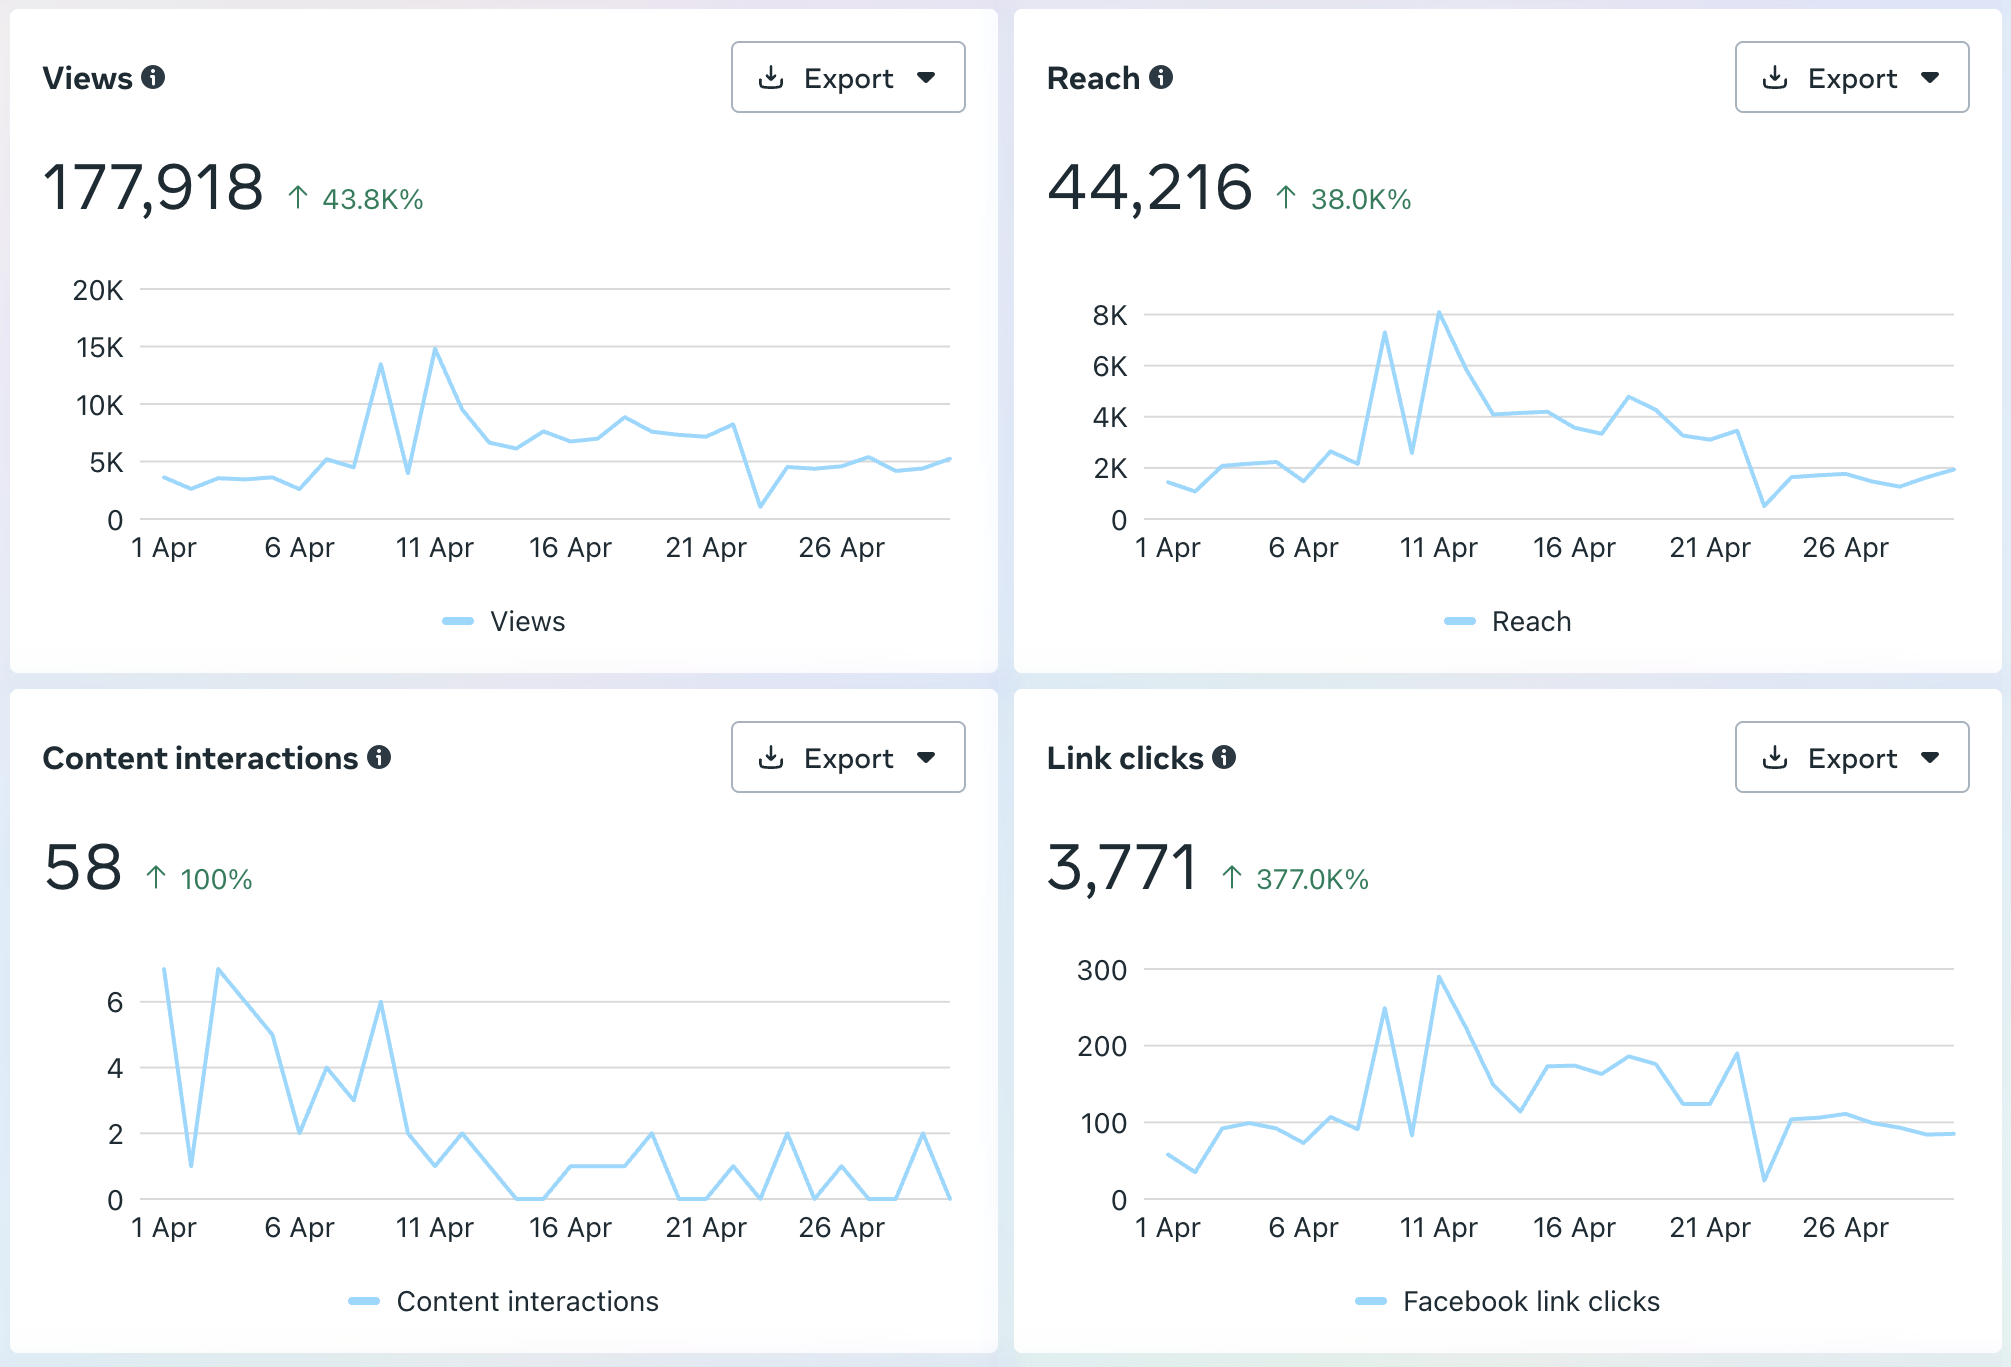 Views
Export
177,918 ↑ 43.8K%
20K
15K
10K
5K
0
1 Apr 6 Apr 11 Apr 16 Apr 21 Apr 26 Apr
Views
Reach
Export
44,216 ↑ 38.0K%
8K
6K
4K
2K
0
1 Apr 6 Apr 11 Apr 16 Apr 21 Apr 26 Apr
Reach
Content interactions
Export
58 ↑ 100%
6
4
2
0
1 Apr 6 Apr 11 Apr 16 Apr 21 Apr 26 Apr
Content interactions
Link clicks
Export
3,771 ↑ 377.0K%
300
200
100
0
1 Apr 6 Apr 11 Apr 16 Apr 21 Apr 26 Apr
Facebook link clicks